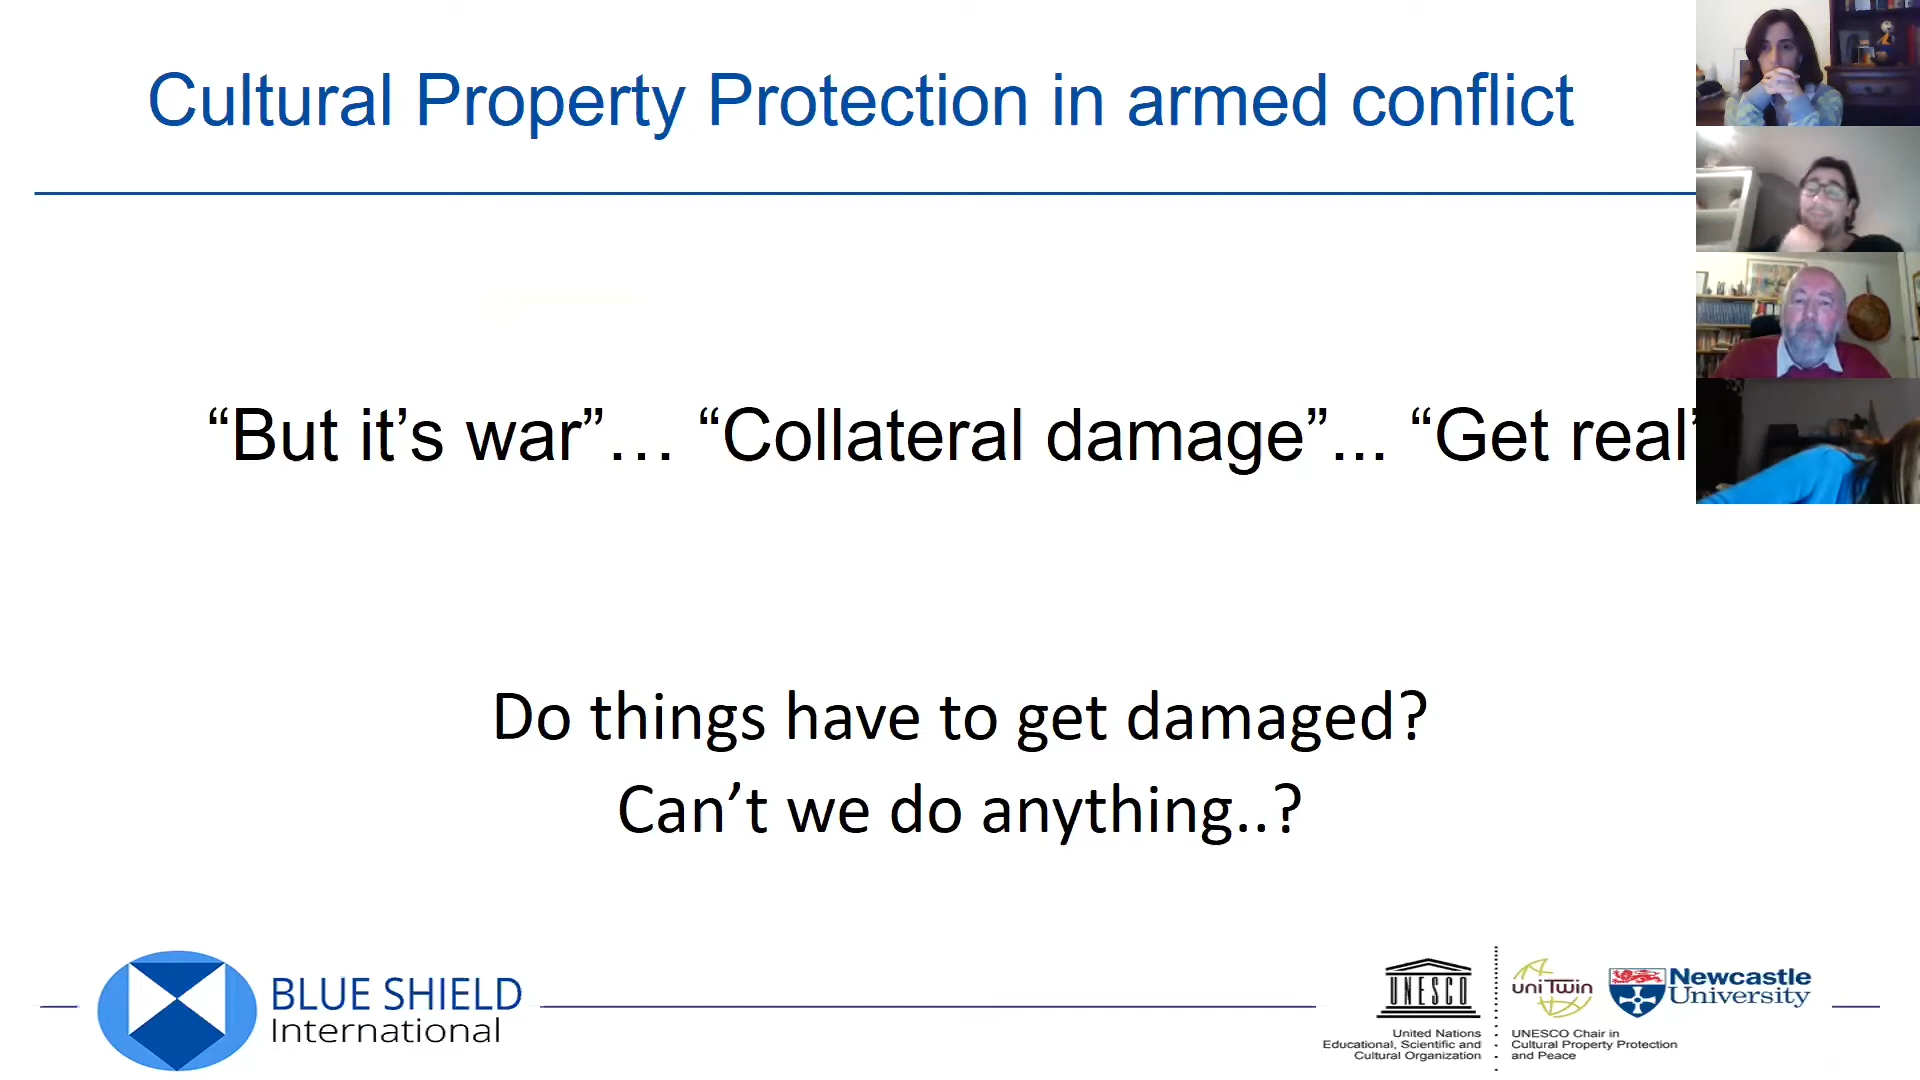 Cultural Property Protection in armed conflict
“But it’s war”… “Collateral damage”... “Get real”
Do things have to get damaged?
Can’t we do anything..?
BLUE SHIELD
International
UNESCO
United Nations
Educational, Scientific and
Cultural Organization
uniTwin
UNESCO Chair in
Cultural Property Protection
and Peace
Newcastle
University